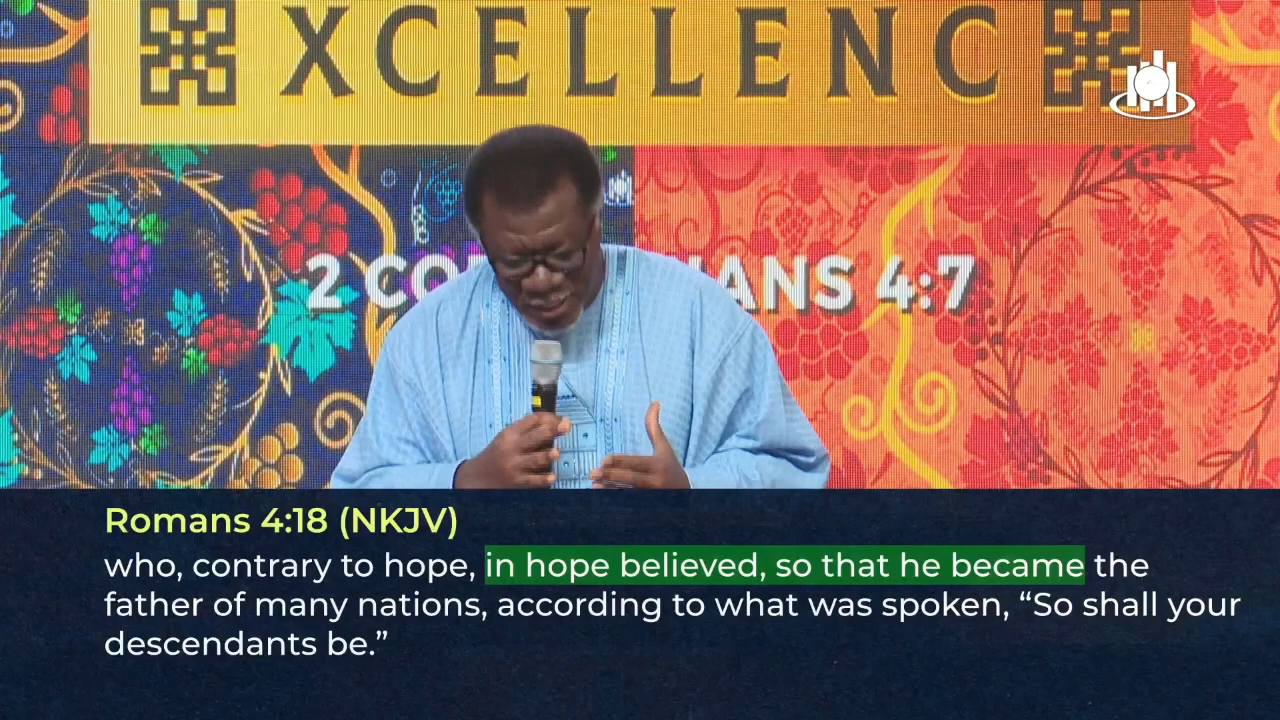 XCELLENC
2 CO ANS 4:7
Romans 4:18 (NKJV)
who, contrary to hope, in hope believed, so that he became the
father of many nations, according to what was spoken, “So shall your
descendants be.”